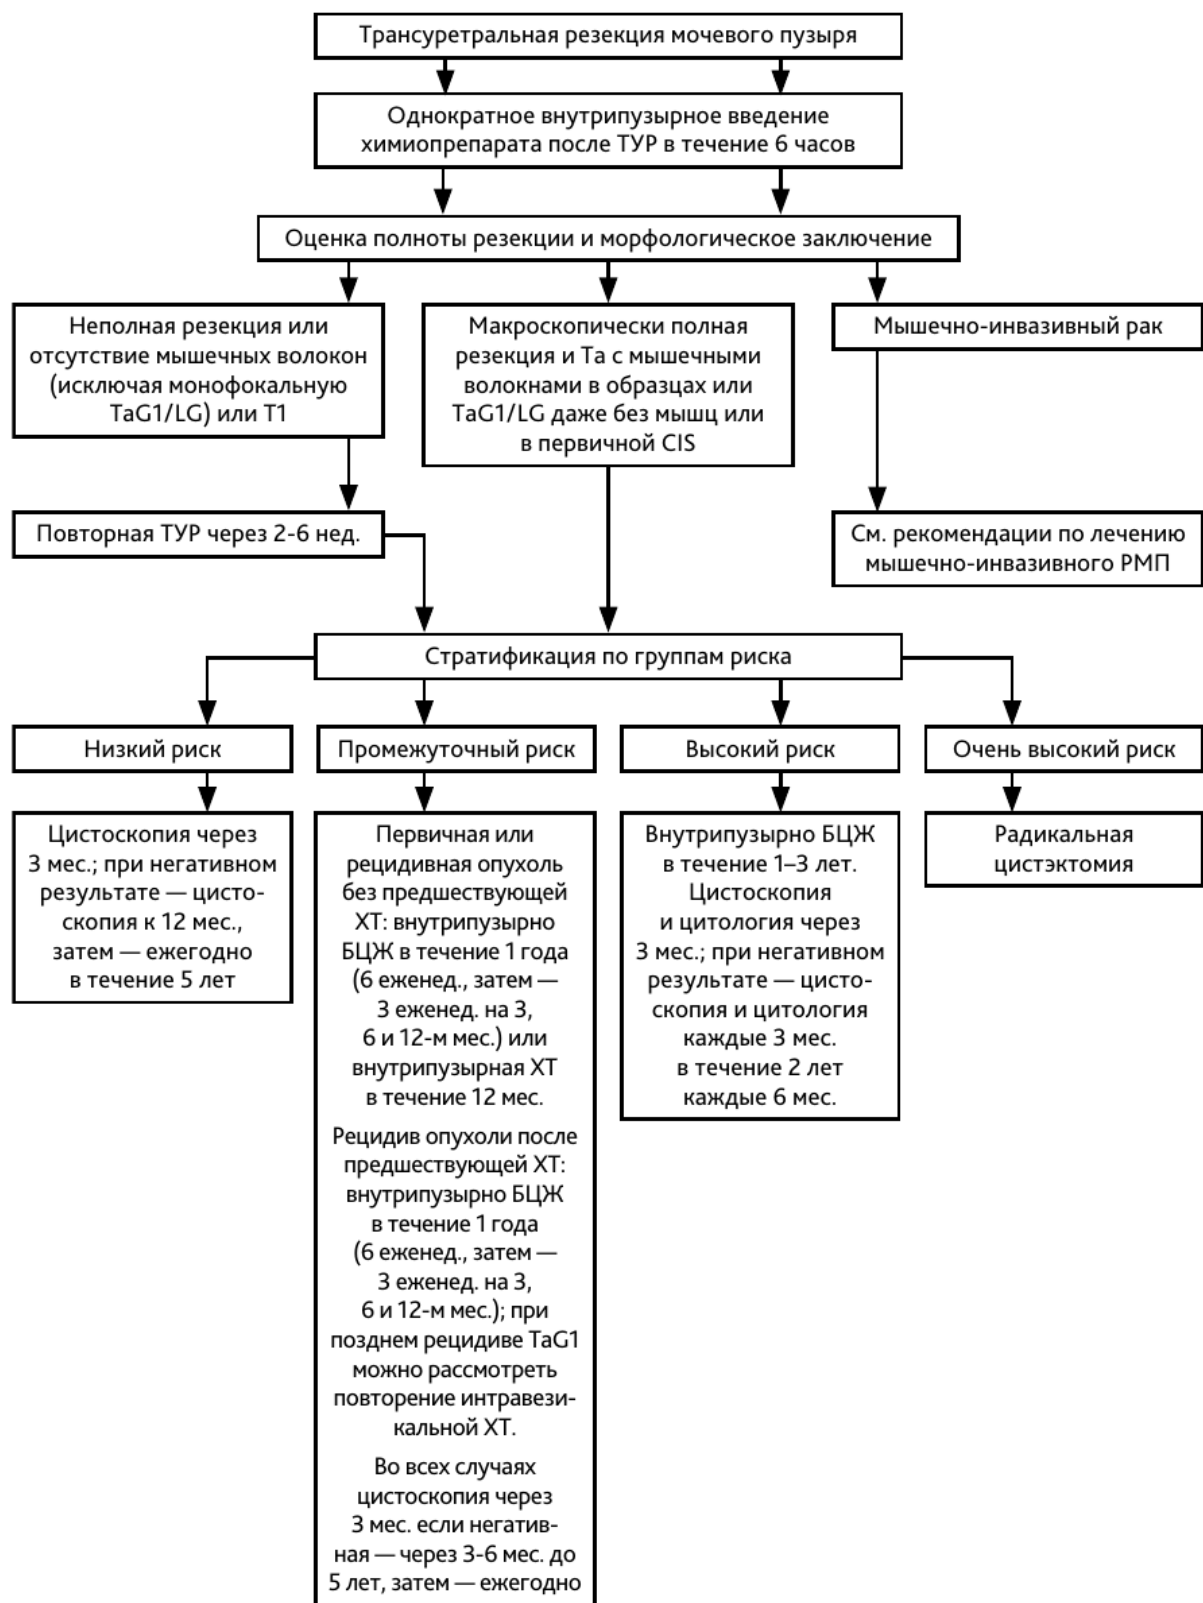 Трансуретральная резекция мочевого пузыря
Однократное внутрипузырное введение
химиопрепарата после ТУР в течение 6 часов
Оценка полноты резекции и морфологическое заключение
Неполная резекция или
отсутствие мышечных волокон
(исключая монофокальную
TaG1/LG) или T1
Макроскопически полная
резекция и Ta с мышечными
волокнами в образцах или
TaG1/LG даже без мышц или
в первичной CIS
Мышечно-инвазивный рак
Повторная ТУР через 2-6 нед.
См. рекомендации по лечению
мышечно-инвазивного РМП
Стратификация по группам риска
Низкий риск
Промежуточный риск
Высокий риск
Очень высокий риск
Цистоскопия через
3 мес.; при негативном
результате — цисто-
скопия к 12 мес.,
затем — ежегодно
в течение 5 лет
Первичная или
рецидивная опухоль
без предшествующей
ХТ: внутрипузырно
БЦЖ в течение 1 года
(6 еженед., затем —
3 еженед. на 3,
6 и 12-м мес.) или
внутрипузырная ХТ
в течение 12 мес.
Рецидив опухоли после
предшествующей ХТ:
внутрипузырно БЦЖ
в течение 1 года
(6 еженед., затем —
3 еженед. на 3,
6 и 12-м мес.); при
позднем рецидиве TaG1
можно рассмотреть
повторение интравези-
кальной ХТ.
Во всех случаях
цистоскопия через
3 мес. если негатив-
ная — через 3-6 мес. до
5 лет, затем — ежегодно
Внутрипузырно БЦЖ
в течение 1–3 лет.
Цистоскопия
и цитология через
3 мес.; при негативном
результате — цисто-
скопия и цитология
каждые 3 мес.
в течение 2 лет
каждые 6 мес.
Радикальная
цистэктомия